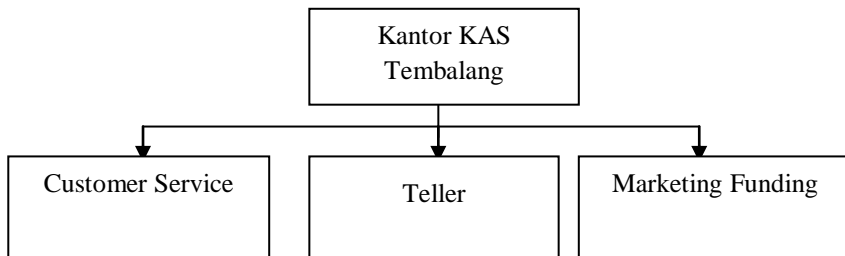 Kantor KAS
Tembalang
Customer Service
Teller
Marketing Funding